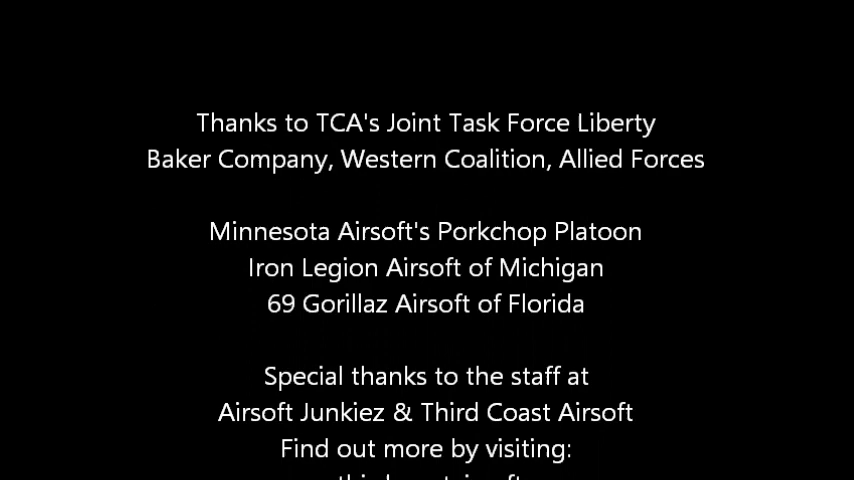 Thanks to TCA's Joint Task Force Liberty
Baker Company, Western Coalition, Allied Forces
Minnesota Airsoft's Porkchop Platoon
Iron Legion Airsoft of Michigan
69 Gorillaz Airsoft of Florida
Special thanks to the staff at
Airsoft Junkiez & Third Coast Airsoft
Find out more by visiting: